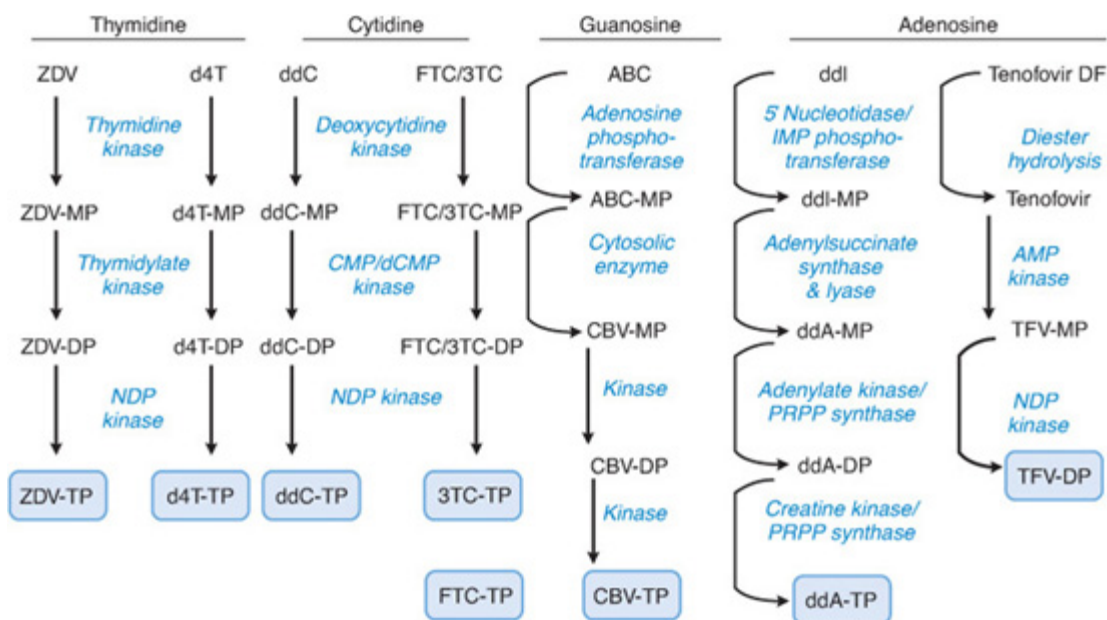 Thymidine
Cytidine
Guanosine
Adenosine
ZDV
d4T
ddC
FTC/3TC
ABC
ddI
Tenofovir DF
Thymidine
kinase
Deoxycytidine
kinase
Adenosine
phospho-
transferase
5' Nucleotidase/
IMP phospho-
transferase
Diester
hydrolysis
ZDV-MP
d4T-MP
ddC-MP
FTC/3TC-MP
ABC-MP
ddI-MP
Tenofovir
Thymidylate
kinase
CMP/dCMP
kinase
Cytosolic
enzyme
Adenylsuccinate
synthase
& lyase
AMP
kinase
ZDV-DP
d4T-DP
ddC-DP
FTC/3TC-DP
CBV-MP
ddA-MP
TFV-MP
NDP
kinase
NDP kinase
Kinase
Adenylate kinase/
PRPP synthase
NDP
kinase
ZDV-TP
d4T-TP
ddC-TP
3TC-TP
CBV-DP
ddA-DP
TFV-DP
Kinase
Creatine kinase/
PRPP synthase
FTC-TP
CBV-TP
ddA-TP